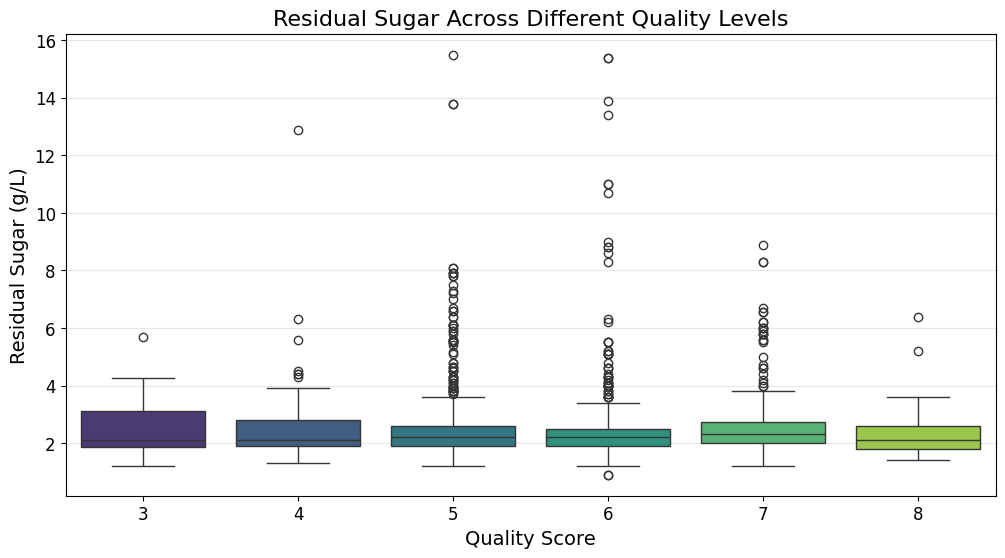 Residual Sugar Across Different Quality Levels
Residual Sugar (g/L)
16
14
12
10
8
6
4
2
3 4 5 6 7 8
Quality Score